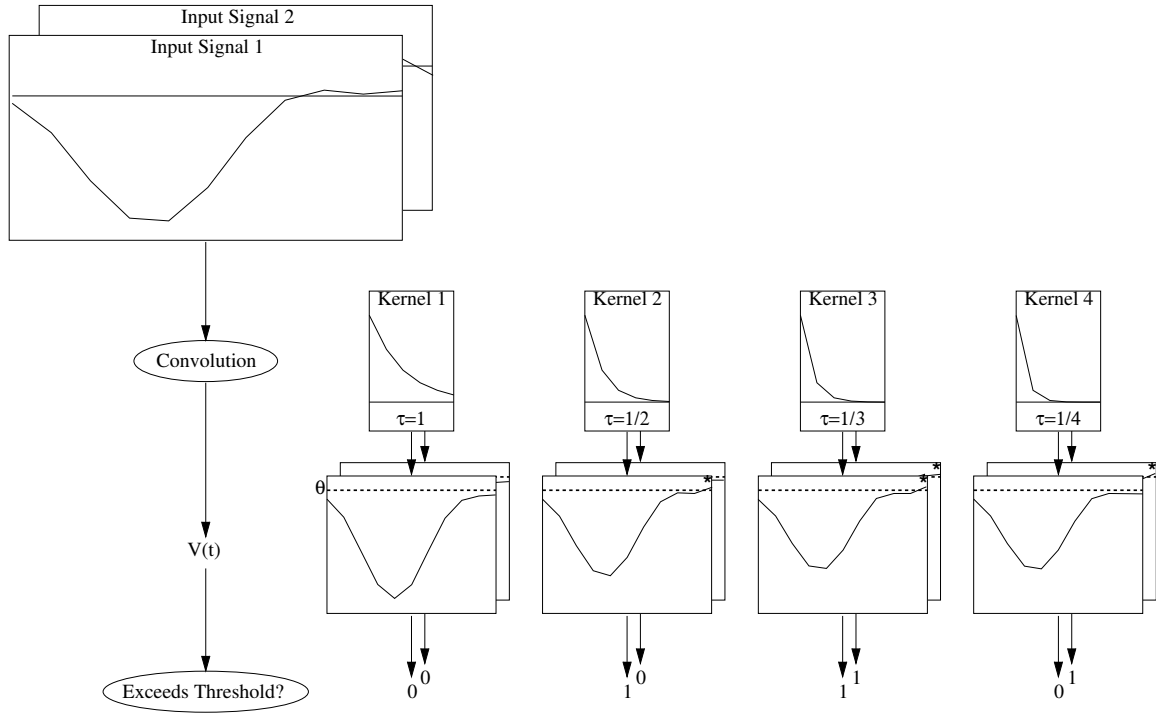 Input Signal 2
Input Signal 1
Kernel 1
Kernel 2
Kernel 3
Kernel 4
Convolution
τ=1
τ=1/2
τ=1/3
τ=1/4
* *
* *
θ
V(t)
0 0 1 1
Exceeds Threshold?
0 1 1 0